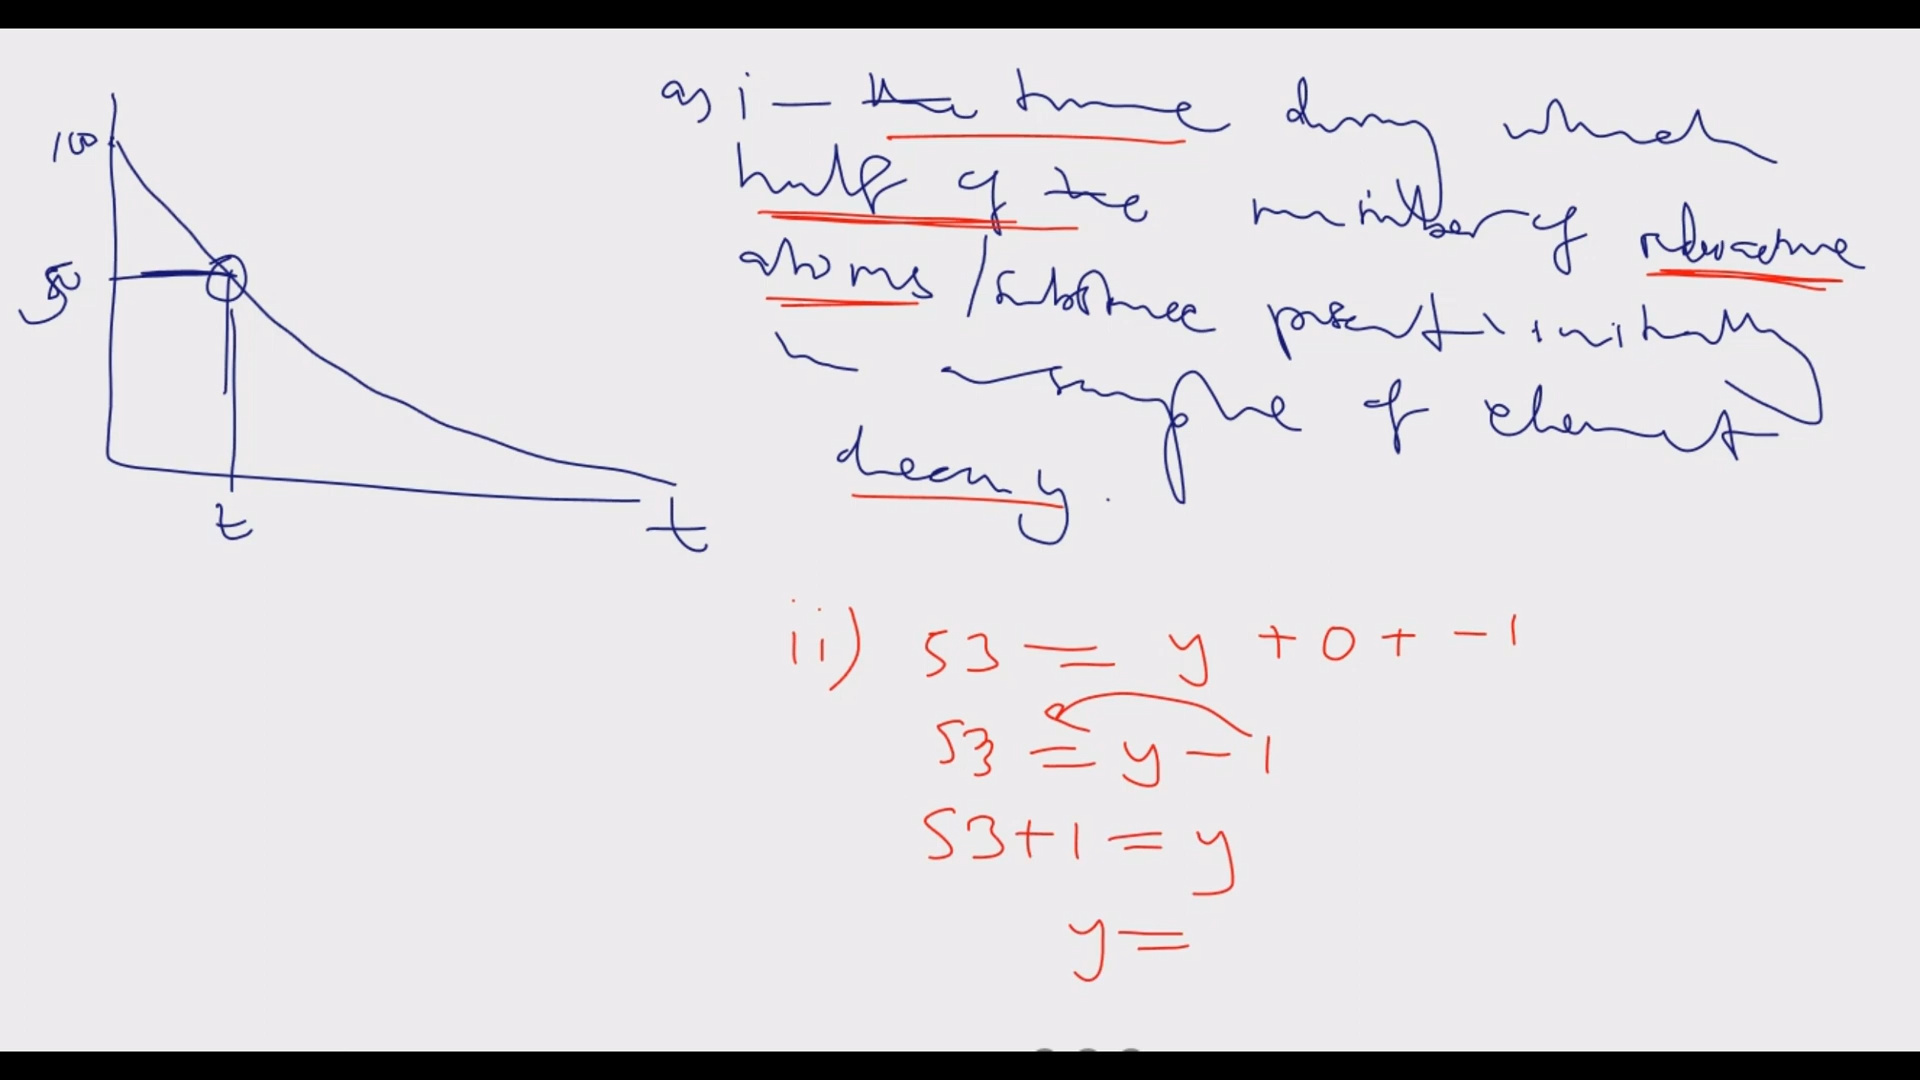 100
50
t
t
a) i – the time during which
half of the number of radioactive
atoms / substance present initially
in a sample of element
decay.
ii) 53 = y + 0 + -1
53 = y - 1
53 + 1 = y
y =